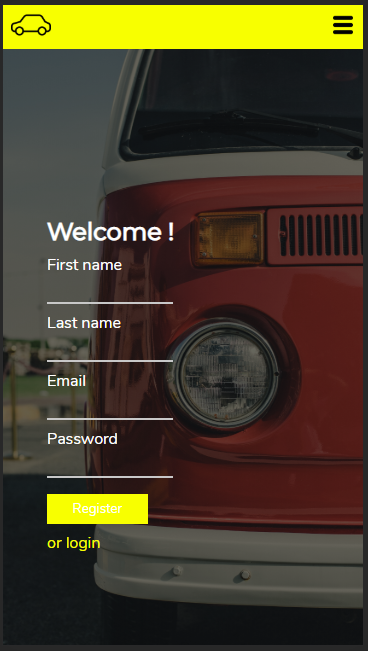 Welcome !
First name
Last name
Email
Password
Register
or login